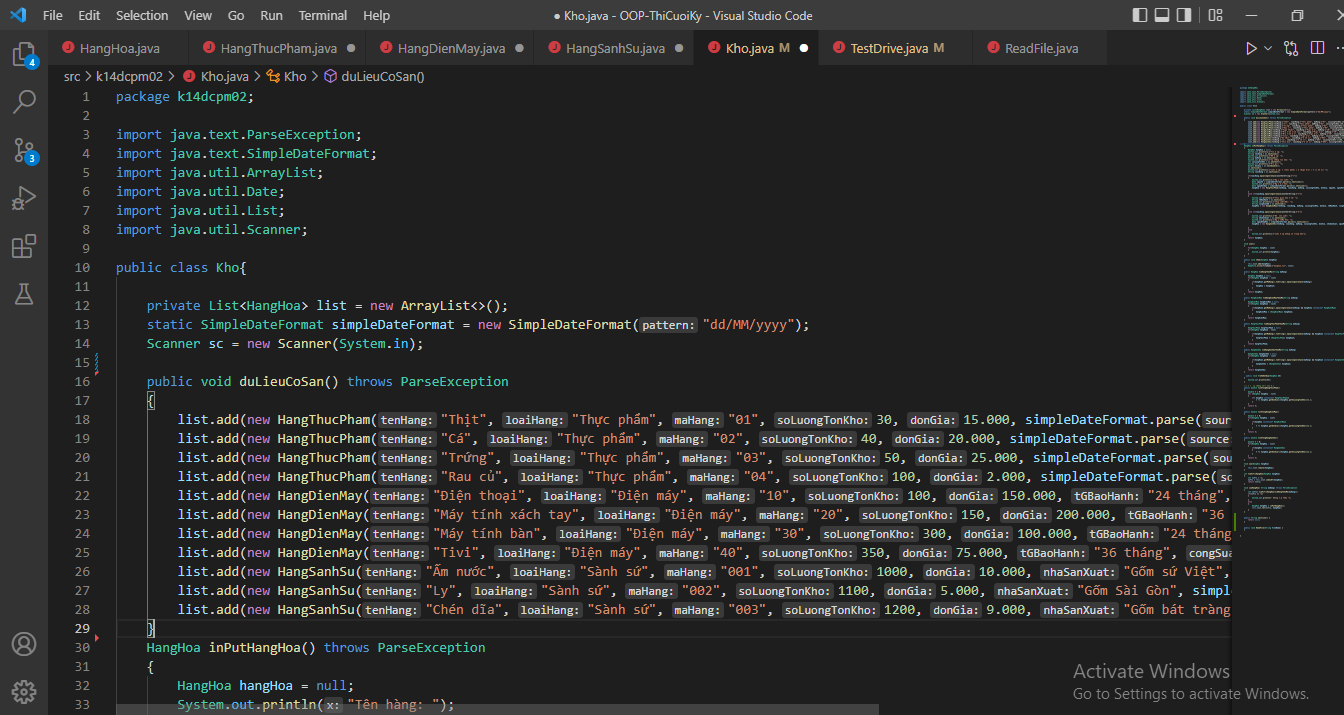 File Edit Selection View Go Run Terminal Help ● Kho.java - OOP-ThiCuoiKy - Visual Studio Code
HangHoa.java HangThucPham.java ● HangDienMay.java ● HangSanhSu.java ● Kho.java M ● TestDrive.java M ReadFile.java
src > k14dcpm02 > Kho.java > Kho > duLieuCoSan()
4
3
1 package k14dcpm02;
2
3 import java.text.ParseException;
4 import java.text.SimpleDateFormat;
5 import java.util.ArrayList;
6 import java.util.Date;
7 import java.util.List;
8 import java.util.Scanner;
9
10 public class Kho{
11
12 private List<HangHoa> list = new ArrayList<>();
13 static SimpleDateFormat simpleDateFormat = new SimpleDateFormat(pattern: "dd/MM/yyyy");
14 Scanner sc = new Scanner(System.in);
15
16 public void duLieuCoSan() throws ParseException
17 {
18 list.add(new HangThucPham(tenHang: "Thịt", loaiHang: "Thực phẩm", maHang: "01", soLuongTonKho: 30, donGia: 15.000, simpleDateFormat.parse(sour
19 list.add(new HangThucPham(tenHang: "Cá", loaiHang: "Thực phẩm", maHang: "02", soLuongTonKho: 40, donGia: 20.000, simpleDateFormat.parse(source:
20 list.add(new HangThucPham(tenHang: "Trứng", loaiHang: "Thực phẩm", maHang: "03", soLuongTonKho: 50, donGia: 25.000, simpleDateFormat.parse(sou
21 list.add(new HangThucPham(tenHang: "Rau củ", loaiHang: "Thực phẩm", maHang: "04", soLuongTonKho: 100, donGia: 2.000, simpleDateFormat.parse(so
22 list.add(new HangDienMay(tenHang: "Điện thoại", loaiHang: "Điện máy", maHang: "10", soLuongTonKho: 100, donGia: 150.000, tGBaoHanh: "24 tháng",
23 list.add(new HangDienMay(tenHang: "Máy tính xách tay", loaiHang: "Điện máy", maHang: "20", soLuongTonKho: 150, donGia: 200.000, tGBaoHanh: "36
24 list.add(new HangDienMay(tenHang: "Máy tính bàn", loaiHang: "Điện máy", maHang: "30", soLuongTonKho: 300, donGia: 100.000, tGBaoHanh: "24 tháng
25 list.add(new HangDienMay(tenHang: "Tivi", loaiHang: "Điện máy", maHang: "40", soLuongTonKho: 350, donGia: 75.000, tGBaoHanh: "36 tháng", congSua
26 list.add(new HangSanhSu(tenHang: "Ấm nước", loaiHang: "Sành sứ", maHang: "001", soLuongTonKho: 1000, donGia: 10.000, nhaSanXuat: "Gốm sứ Việt",
27 list.add(new HangSanhSu(tenHang: "Ly", loaiHang: "Sành sứ", maHang: "002", soLuongTonKho: 1100, donGia: 5.000, nhaSanXuat: "Gốm Sài Gòn", simpl
28 list.add(new HangSanhSu(tenHang: "Chén dĩa", loaiHang: "Sành sứ", maHang: "003", soLuongTonKho: 1200, donGia: 9.000, nhaSanXuat: "Gốm bát tràng
29 }
30 HangHoa inPutHangHoa() throws ParseException
31 {
32 HangHoa hangHoa = null;
33 System.out.println(x: "Tên hàng: ");
Activate Windows
Go to Settings to activate Windows.